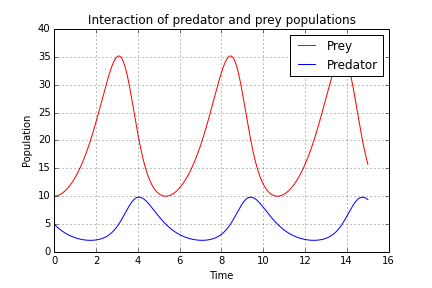 Interaction of predator and prey populations
Prey
Predator
40
35
30
25
20
15
10
5
0
Population
0 2 4 6 8 10 12 14 16
Time